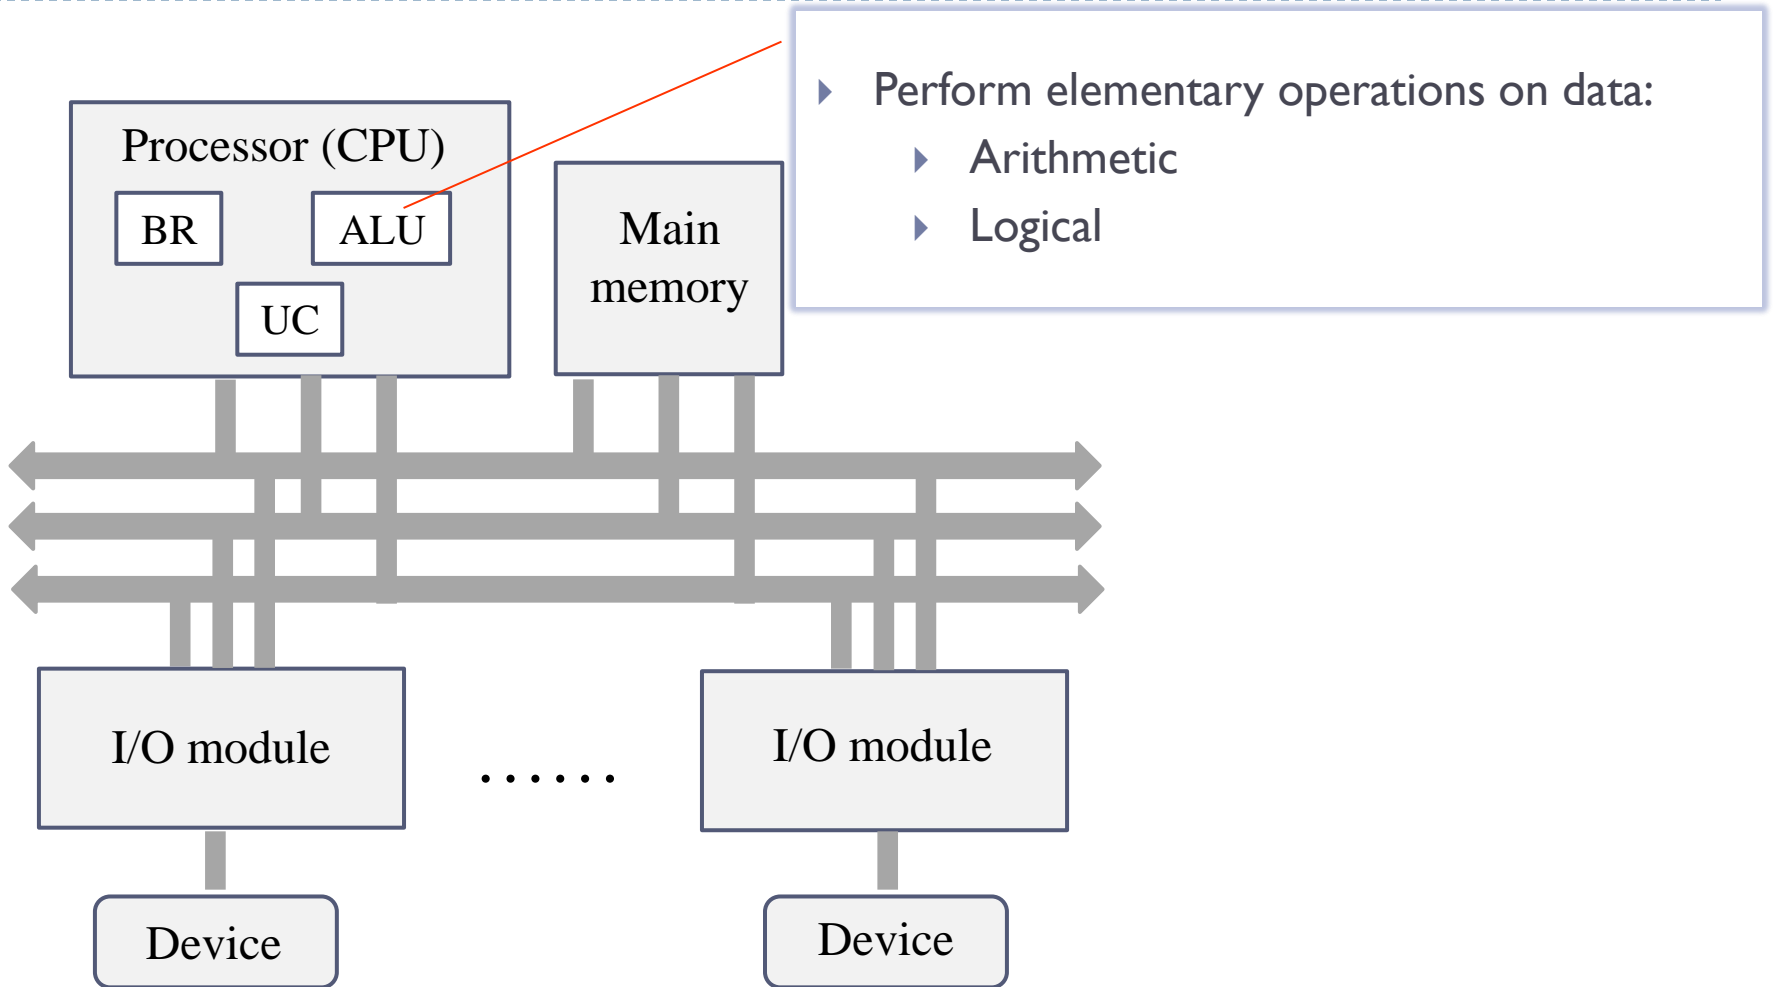 Perform elementary operations on data:
Arithmetic
Logical
Processor (CPU)
BR
ALU
UC
Main
memory
I/O module
......
I/O module
Device
Device